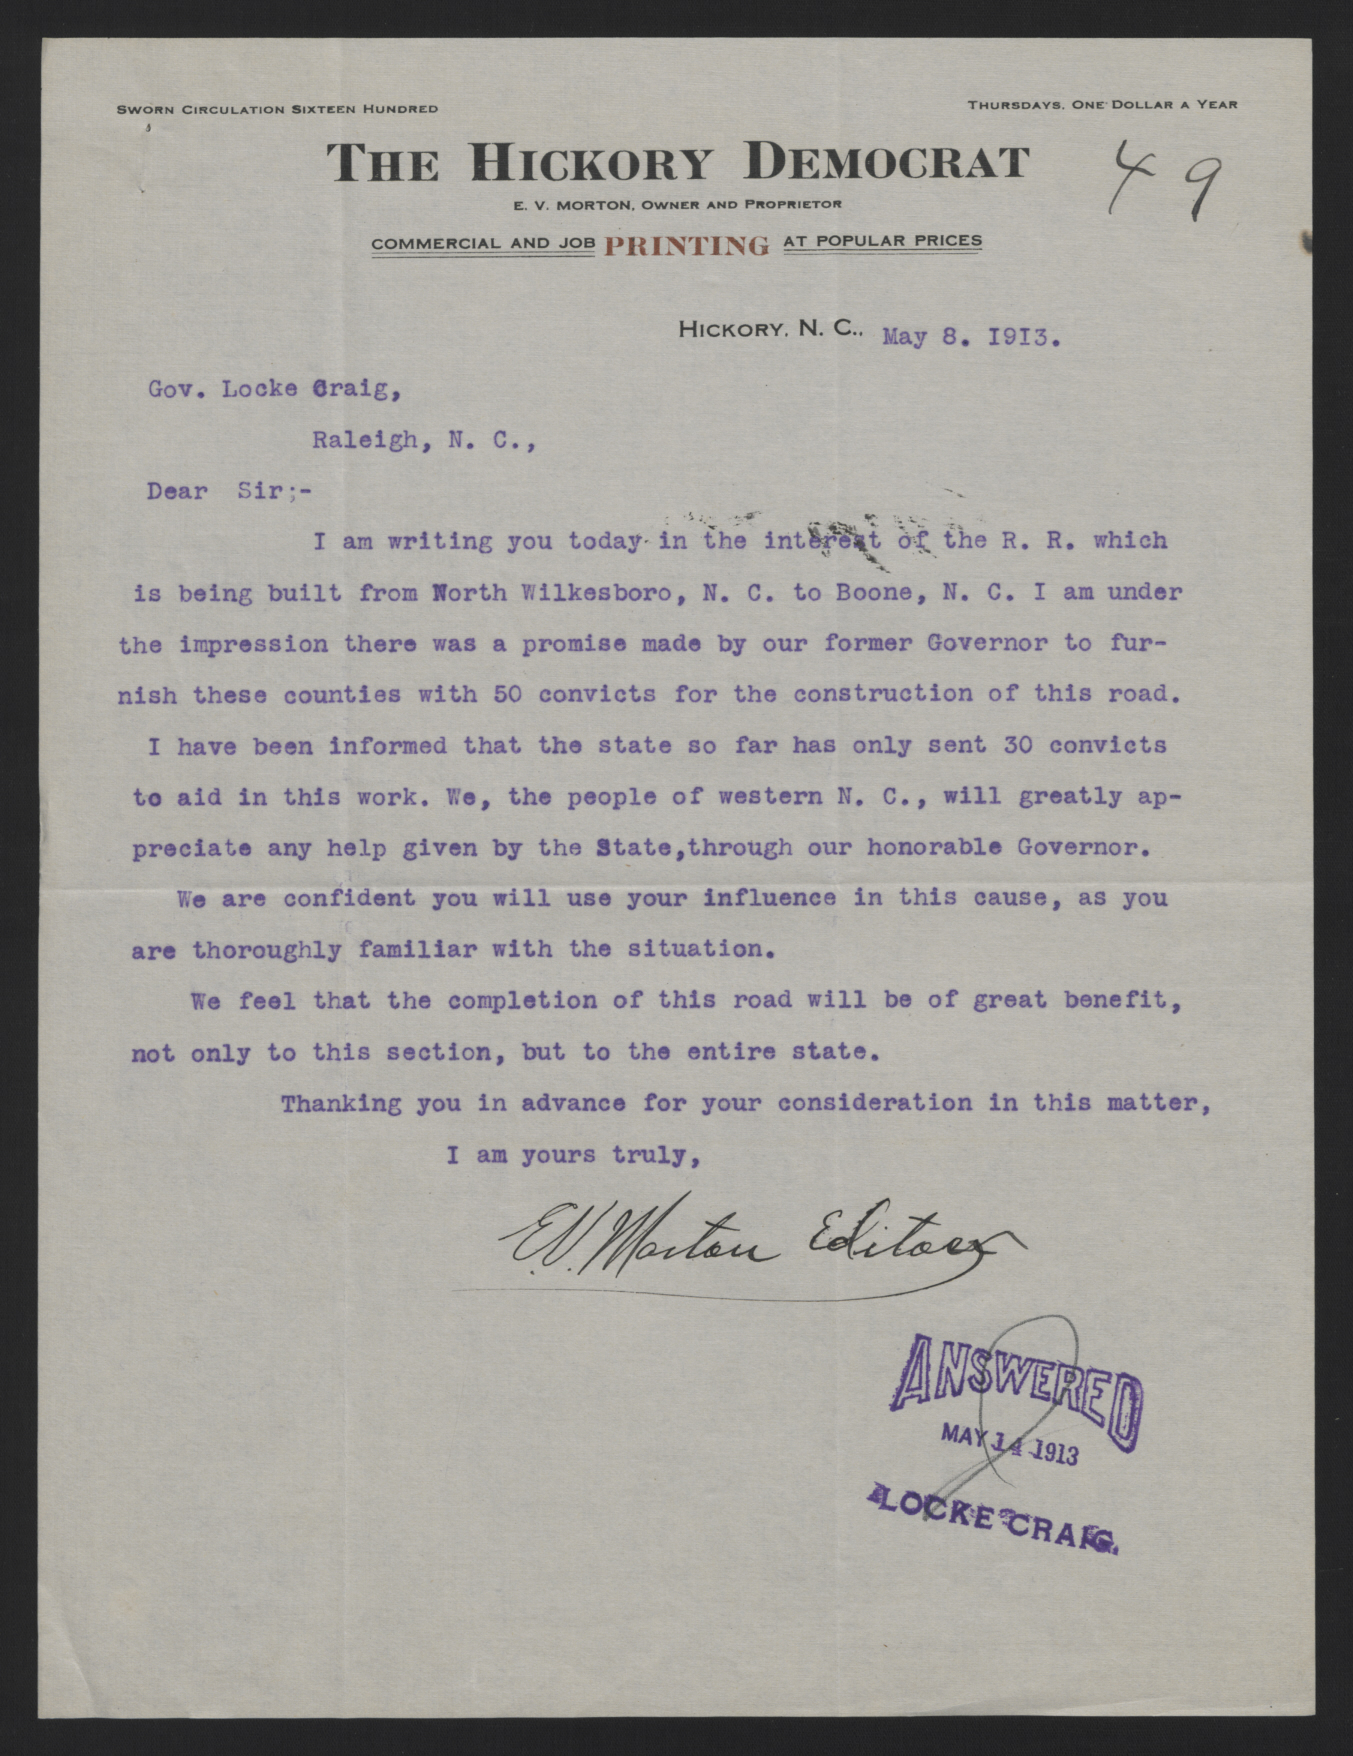 SWORN CIRCULATION SIXTEEN HUNDRED
THURSDAYS. ONE DOLLAR A YEAR
THE HICKORY DEMOCRAT
49
E. V. MORTON, OWNER AND PROPRIETOR
COMMERCIAL AND JOB PRINTING AT POPULAR PRICES
HICKORY, N. C., May 8. I9I3.
Gov. Locke Craig,
Raleigh, N. C.,
Dear Sir;-
I am writing you today in the interest of the R. R. which
is being built from North Wilkesboro, N. C. to Boone, N. C. I am under
the impression there was a promise made by our former Governor to fur-
nish these counties with 50 convicts for the construction of this road.
I have been informed that the state so far has only sent 30 convicts
to aid in this work. We, the people of western N. C., will greatly ap-
preciate any help given by the State,through our honorable Governor.
We are confident you will use your influence in this cause, as you
are thoroughly familiar with the situation.
We feel that the completion of this road will be of great benefit,
not only to this section, but to the entire state.
Thanking you in advance for your consideration in this matter,
I am yours truly,
E.V. Morton Editor
ANSWERED
MAY 14 1913
LOCKE CRAIG.